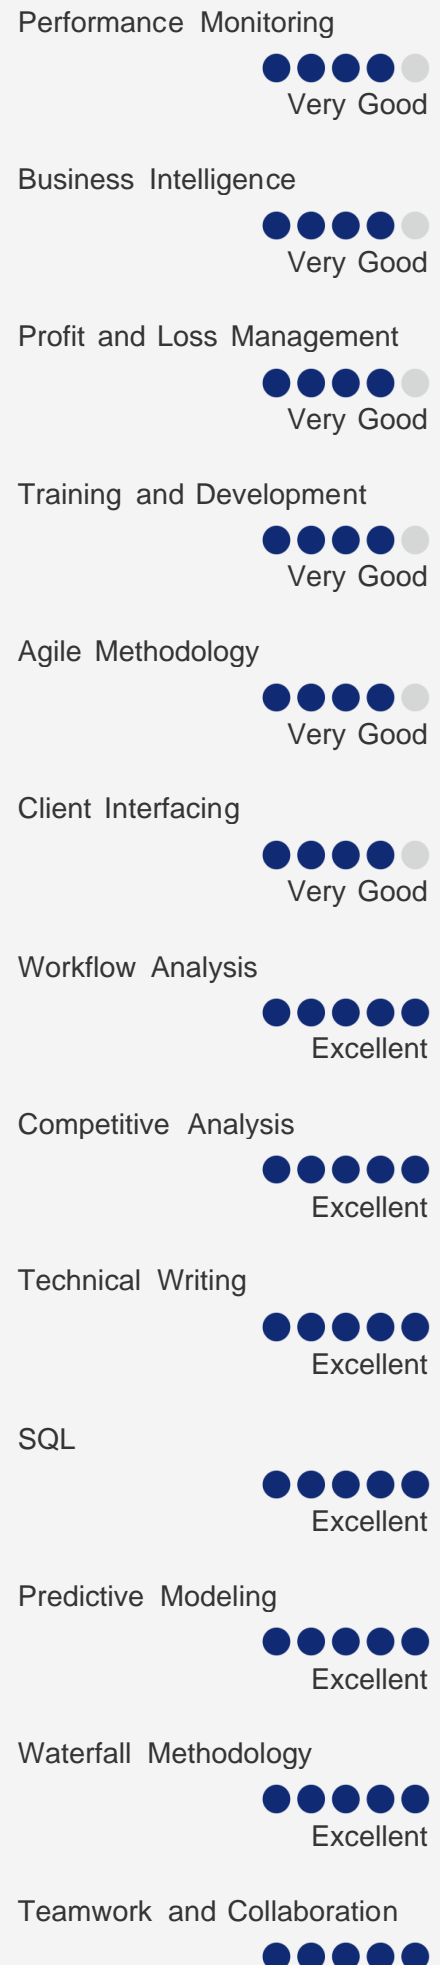 Performance Monitoring
Very Good
Business Intelligence
Very Good
Profit and Loss Management
Very Good
Training and Development
Very Good
Agile Methodology
Very Good
Client Interfacing
Very Good
Workflow Analysis
Excellent
Competitive Analysis
Excellent
Technical Writing
Excellent
SQL
Excellent
Predictive Modeling
Excellent
Waterfall Methodology
Excellent
Teamwork and Collaboration